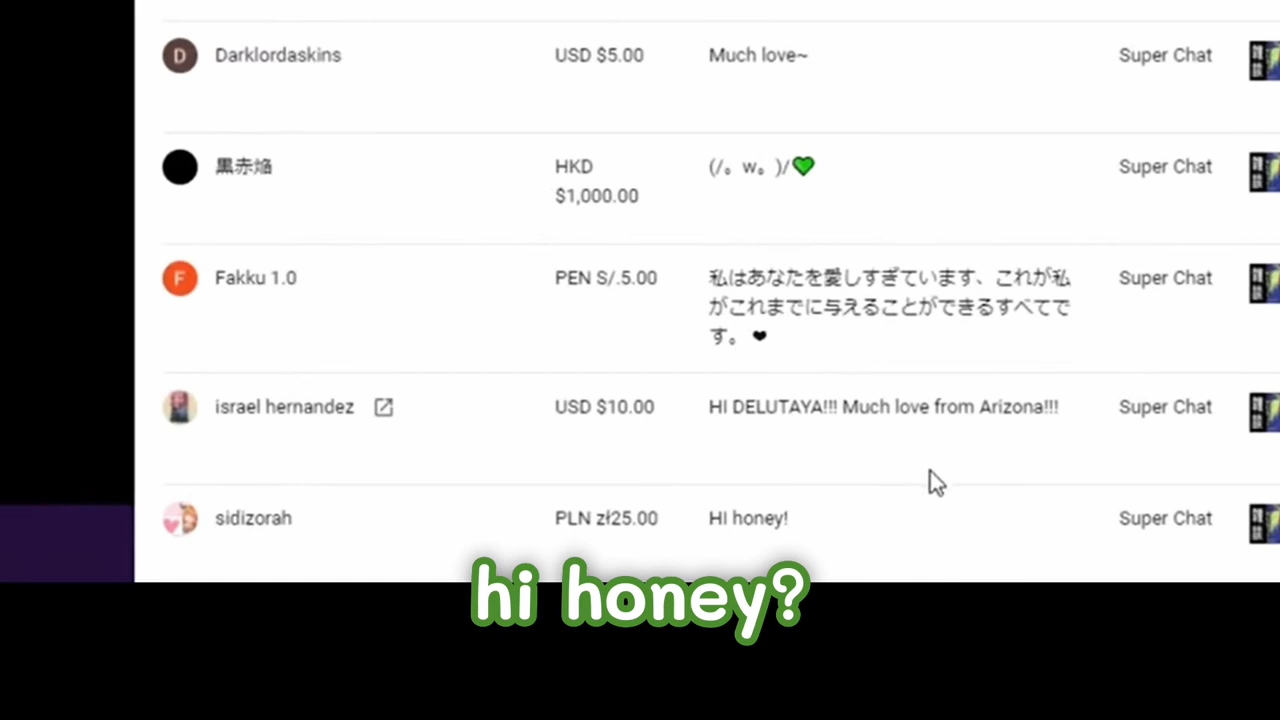 D Darklordaskins USD $5.00 Much love~ Super Chat
黒赤焔 HKD (/。w。)/💚 Super Chat
$1,000.00
F Fakku 1.0 PEN S/.5.00 私はあなたを愛しすぎています、これが私 Super Chat
がこれまでに与えることができるすべてで
す。 ❤
israel hernandez USD $10.00 HI DELUTAYA!!! Much love from Arizona!!! Super Chat
sidizorah PLN zł25.00 HI honey! Super Chat
hi honey?